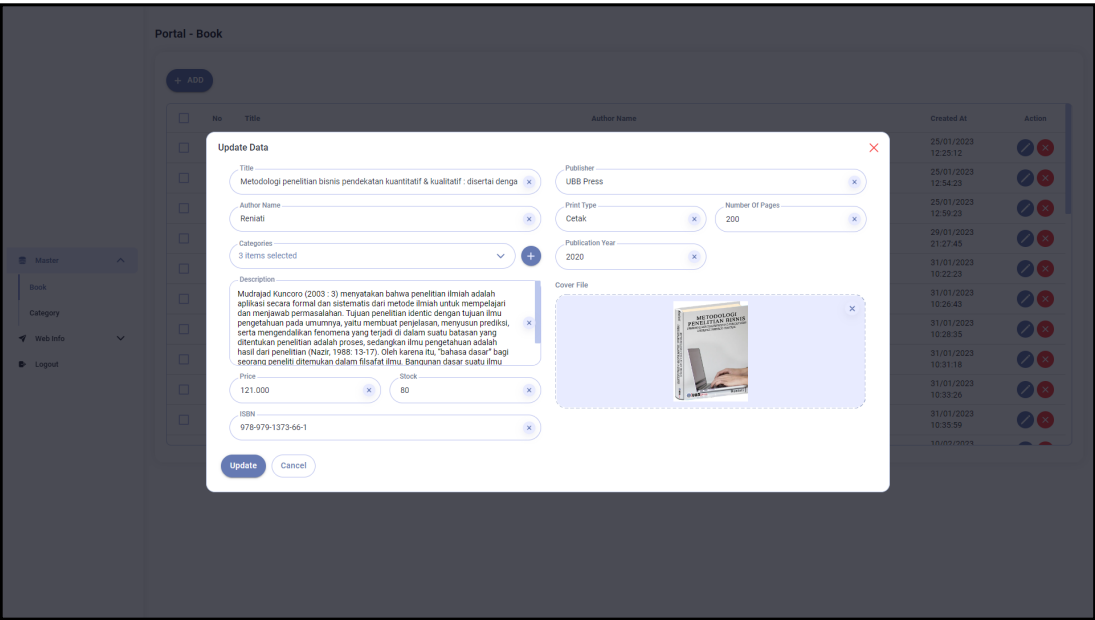 Portal - Book
+ ADD
No Title Author Name Created At Action
25/01/2023
12:25:12
25/01/2023
12:54:23
25/01/2023
12:59:23
29/01/2023
21:27:45
31/01/2023
10:22:23
31/01/2023
10:26:43
31/01/2023
10:28:35
31/01/2023
10:31:18
31/01/2023
10:33:26
31/01/2023
10:35:59
10/07/2023
Master
Book
Category
Web Info
Logout
Update Data
Title
Metodologi penelitian bisnis pendekatan kuantitatif & kualitatif : disertai denga
Publisher
UBB Press
Author Name
Reniati
Print Type
Cetak
Number Of Pages
200
Categories
3 items selected
Publication Year
2020
Description
Mudrajad Kuncoro (2003 : 3) menyatakan bahwa penelitian ilmiah adalah
aplikasi secara formal dan sistematis dari metode ilmiah untuk mempelajari
dan menjawab permasalahan. Tujuan penelitian identic dengan tujuan ilmu
pengetahuan pada umumnya, yaitu membuat penjelasan, menyusun prediksi,
serta mengendalikan fenomena yang terjadi di dalam suatu batasan yang
ditentukan penelitian adalah proses, sedangkan ilmu pengetahuan adalah
hasil dari penelitian (Nazir, 1988: 13-17). Oleh karena itu, "bahasa dasar" bagi
seorang peneliti ditemukan dalam filsafat ilmu. Bangunan dasar suatu ilmu
Cover File
METODOLOGI
PENELITIAN BISNIS
Price
121.000
Stock
80
ISBN
978-979-1373-66-1
Update
Cancel